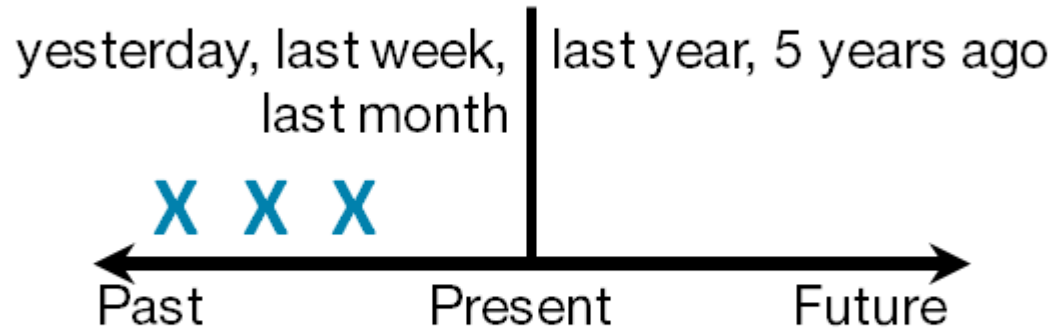 yesterday, last week,
last month
last year, 5 years ago
X X X
Past Present Future